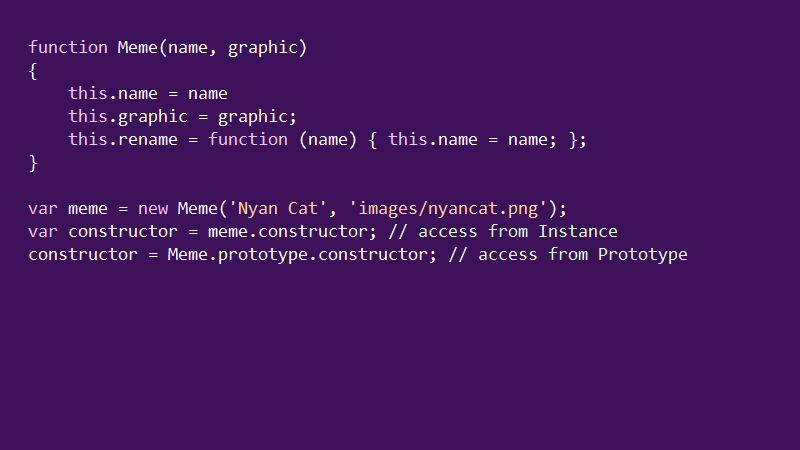 function Meme(name, graphic)
{
    this.name = name
    this.graphic = graphic;
    this.rename = function (name) { this.name = name; };
}
var meme = new Meme('Nyan Cat', 'images/nyancat.png');
var constructor = meme.constructor; // access from Instance
constructor = Meme.prototype.constructor; // access from Prototype